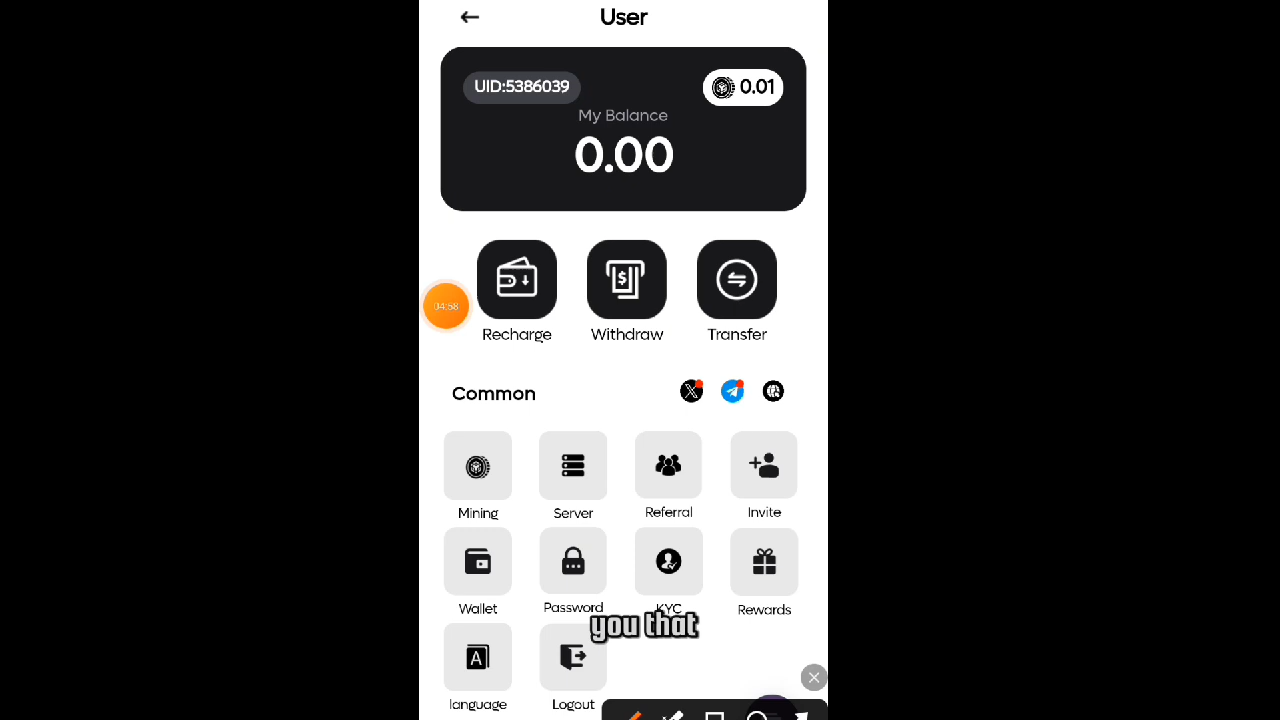 User
UID:5386039
0.01
My Balance
0.00
Recharge
Withdraw
Transfer
04:58
Common
Mining
Server
Referral
Invite
Wallet
Password
KYC
Rewards
you that
language
Logout